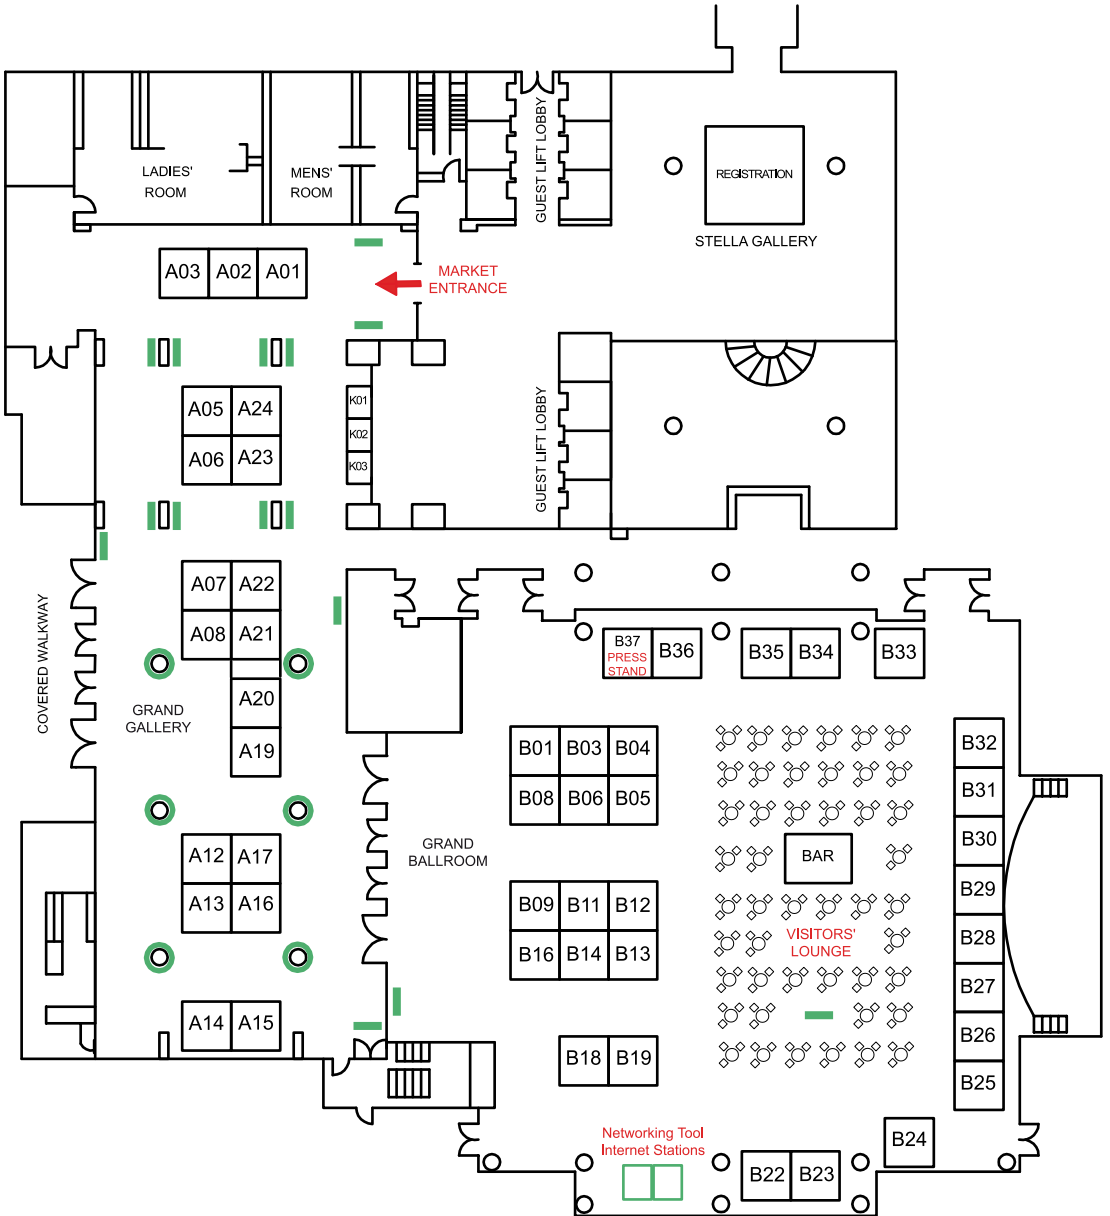 GUEST LIFT LOBBY
LADIES'
ROOM
MENS'
ROOM
REGISTRATION
STELLA GALLERY
A03
A02
A01
MARKET
ENTRANCE
A05
A24
A06
A23
K01
K02
K03
GUEST LIFT LOBBY
COVERED WALKWAY
A07
A22
A08
A21
A20
A19
GRAND
GALLERY
B37
PRESS
STAND
B36
B35
B34
B33
B01
B03
B04
B08
B06
B05
B32
B31
B30
B29
B28
B27
B26
B25
GRAND
BALLROOM
BAR
A12
A17
A13
A16
B09
B11
B12
B16
B14
B13
VISITORS'
LOUNGE
A14
A15
B18
B19
B24
Networking Tool
Internet Stations
B22
B23